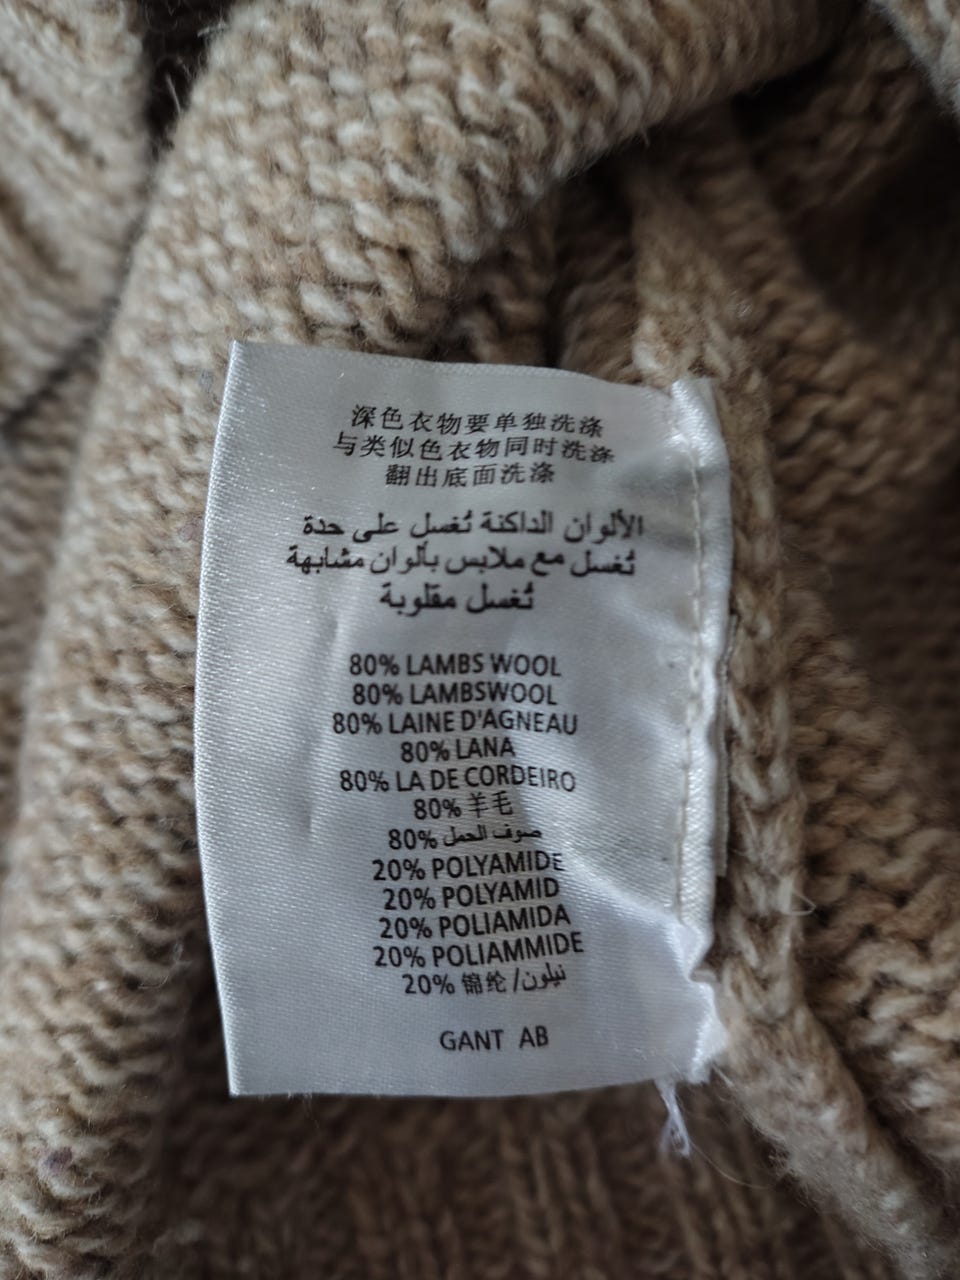 深色衣物要单独洗涤
与类似色衣物同时洗涤
翻出底面洗涤
الألوان الداكنة تُغسل على حدة
تُغسل مع ملابس بألوان مشابهة
تُغسل مقلوبة
80% LAMBS WOOL
80% LAMBSWOOL
80% LAINE D'AGNEAU
80% LANA
80% LA DE CORDEIRO
80% 羊毛
80% صوف الحمل
20% POLYAMIDE
20% POLYAMID
20% POLIAMIDA
20% POLIAMMIDE
20% 锦纶/نيلون
GANT AB